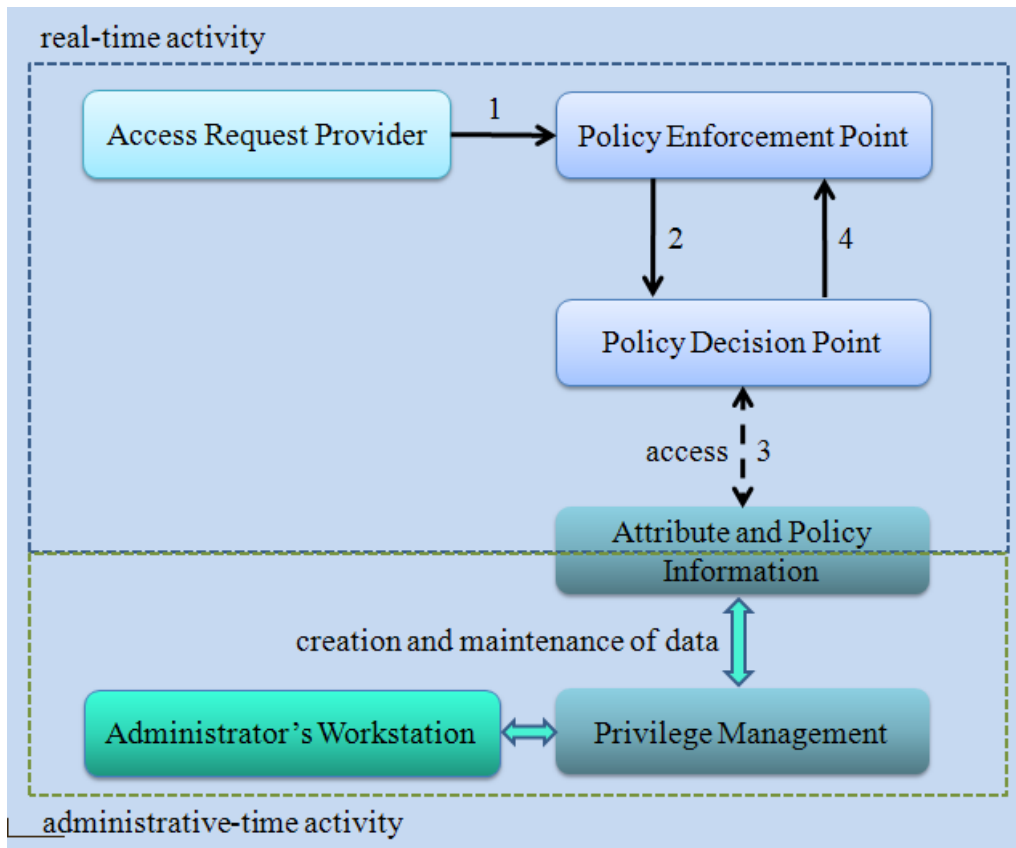 real-time activity
Access Request Provider
1
Policy Enforcement Point
2
4
Policy Decision Point
access
3
Attribute and Policy
Information
creation and maintenance of data
Administrator's Workstation
Privilege Management
administrative-time activity